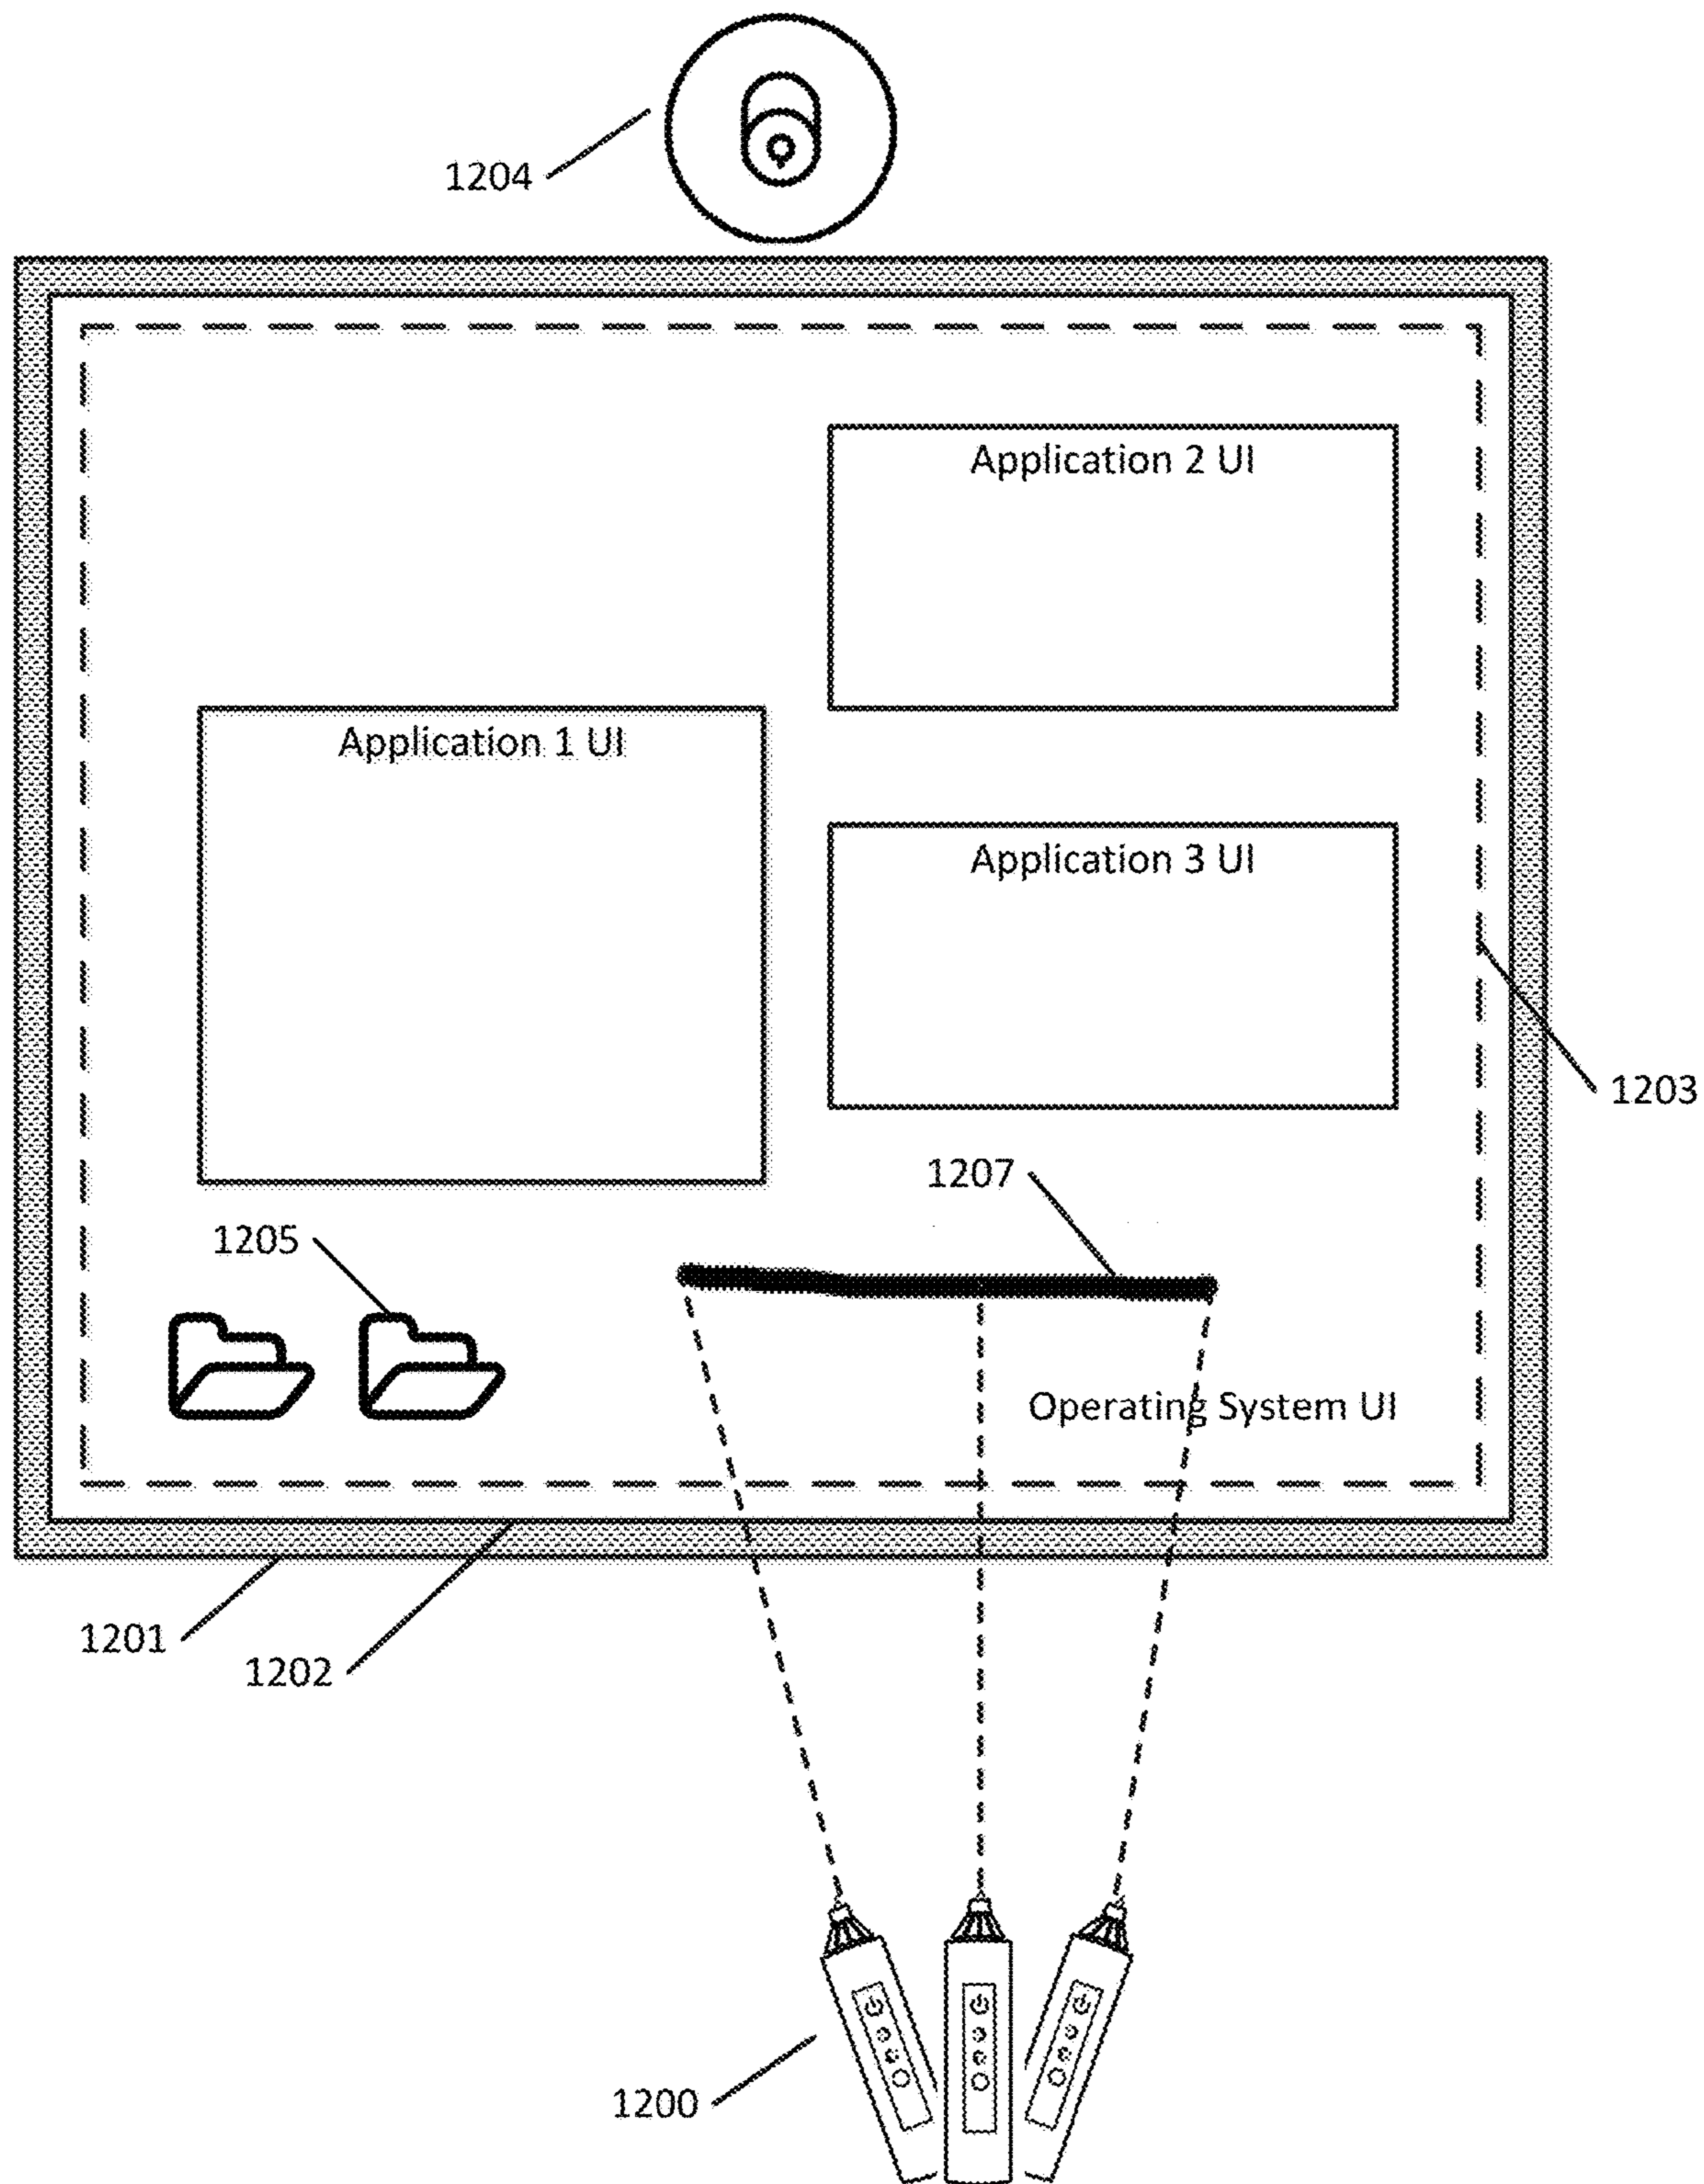 1204
Application 2 UI
Application 1 UI
Application 3 UI
1203
1207
1205
Operating System UI
1201
1202
1200